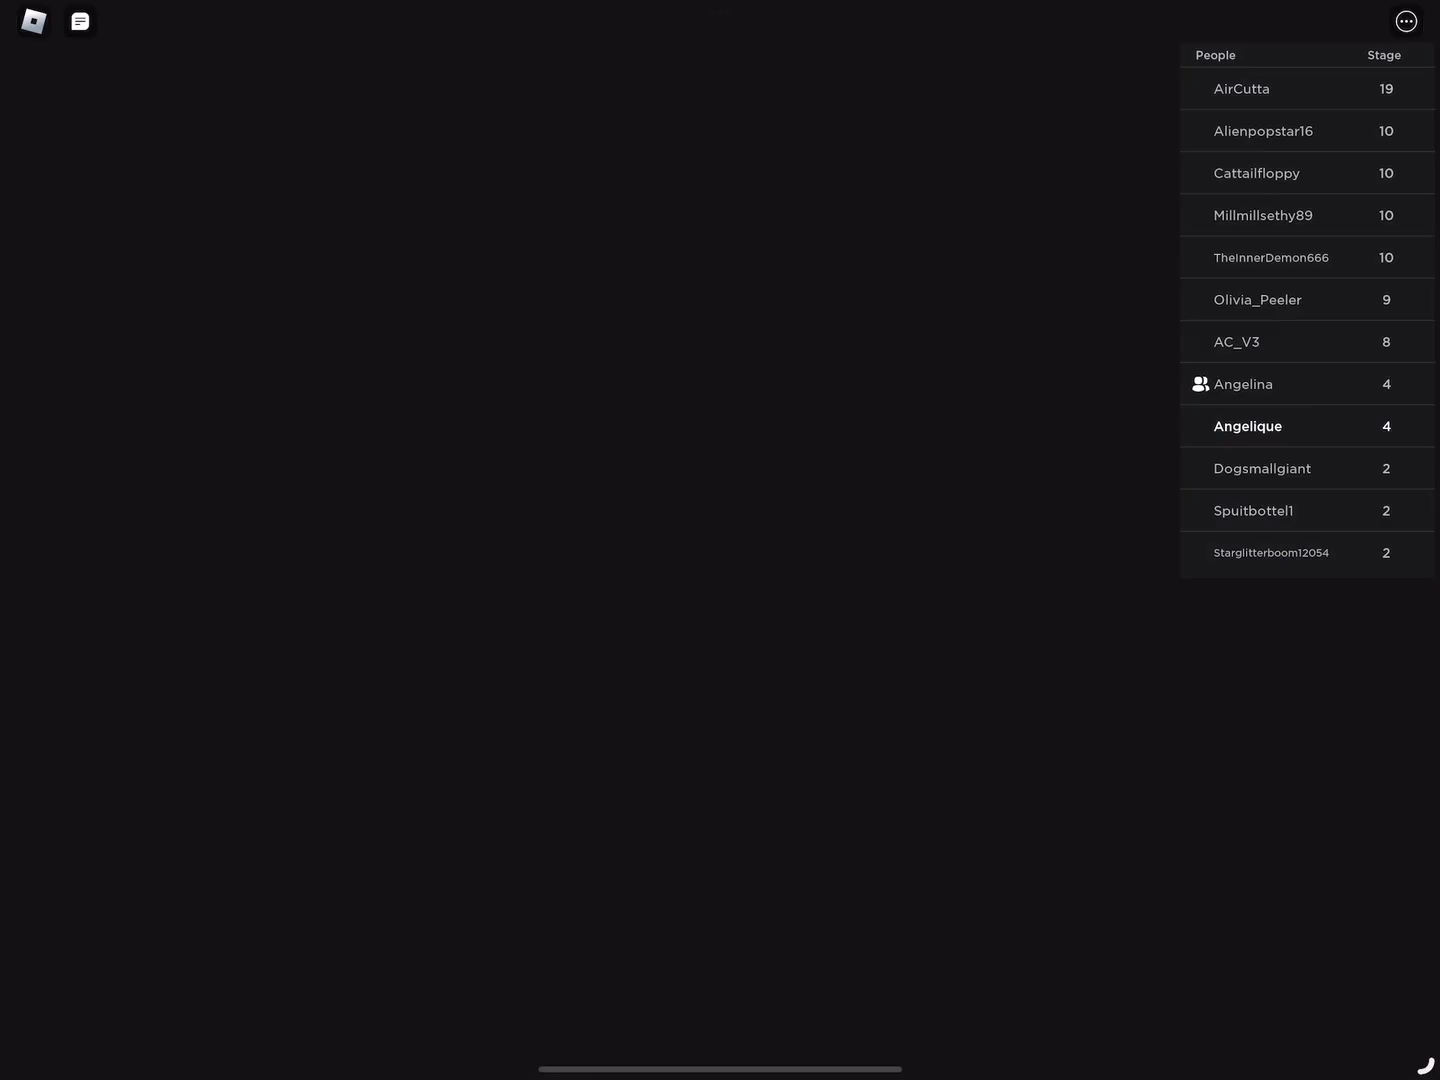 People Stage
AirCutta 19
Alienpopstar16 10
Cattailfloppy 10
Millmillsethy89 10
TheInnerDemon666 10
Olivia_Peeler 9
AC_V3 8
Angelina 4
Angelique 4
Dogsmallgiant 2
Spuitbottel1 2
Starglitterboom12054 2